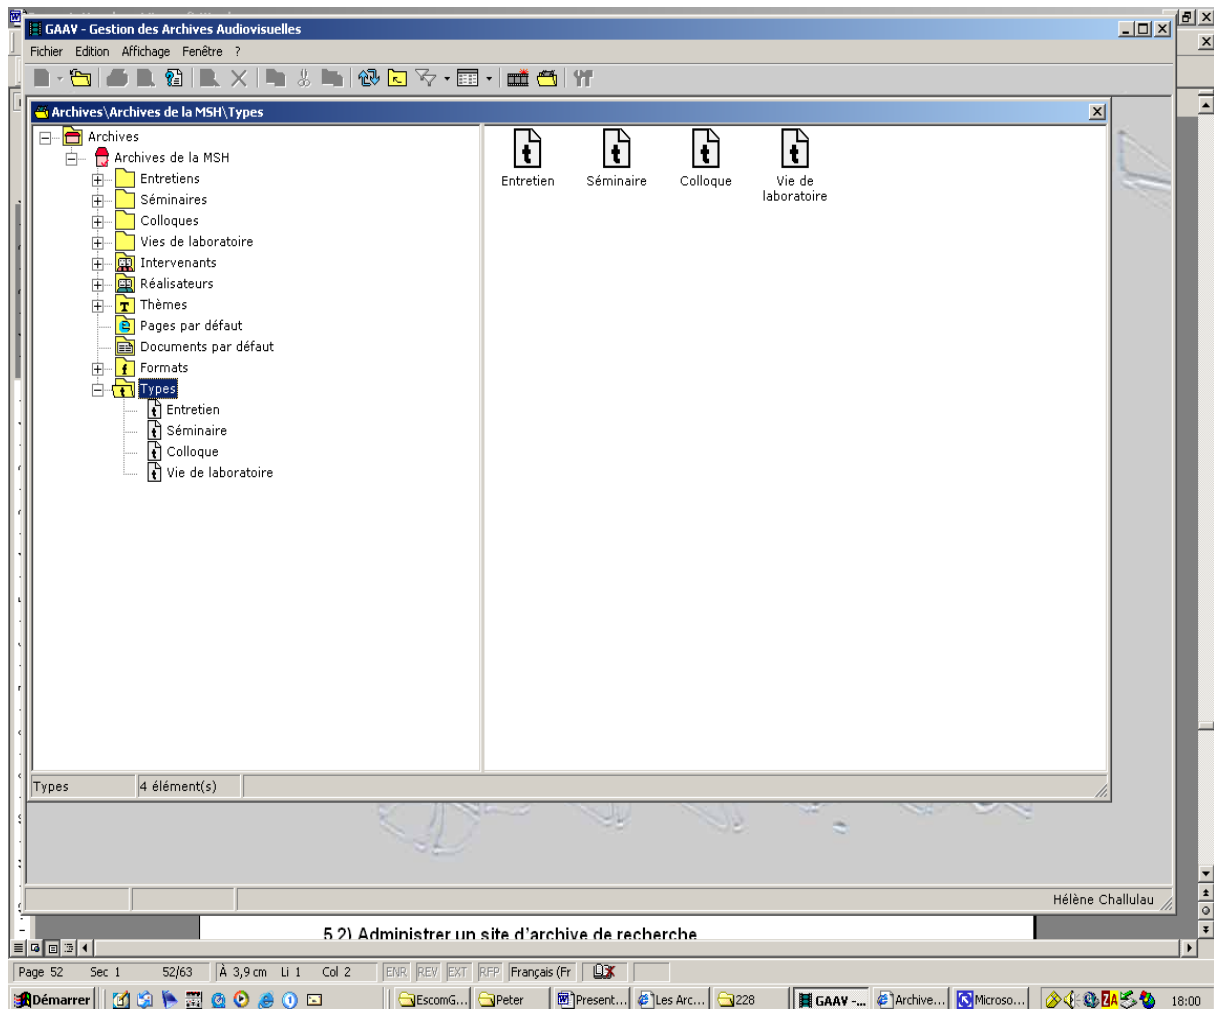 GAAV - Gestion des Archives Audiovisuelles
Fichier Edition Affichage Fenêtre ?
Archives\Archives de la MSH\Types
Archives
Archives de la MSH
Entretiens
Séminaires
Colloques
Vies de laboratoire
Intervenants
Réalisateurs
Thèmes
Pages par défaut
Documents par défaut
Formats
Types
Entretien
Séminaire
Colloque
Vie de laboratoire
Entretien
Séminaire
Colloque
Vie de
laboratoire
Types 4 élément(s)
Hélène Challulau
5.2) Administrer un site d'archive de recherche
Page 52 Sec 1 52/63 À 3,9 cm Li 1 Col 2 ENR REV EXT RFP Français (Fr
Démarrer EscomG... Peter Present... Les Arc... 228 GAAV -... Archive... Microso... 18:00